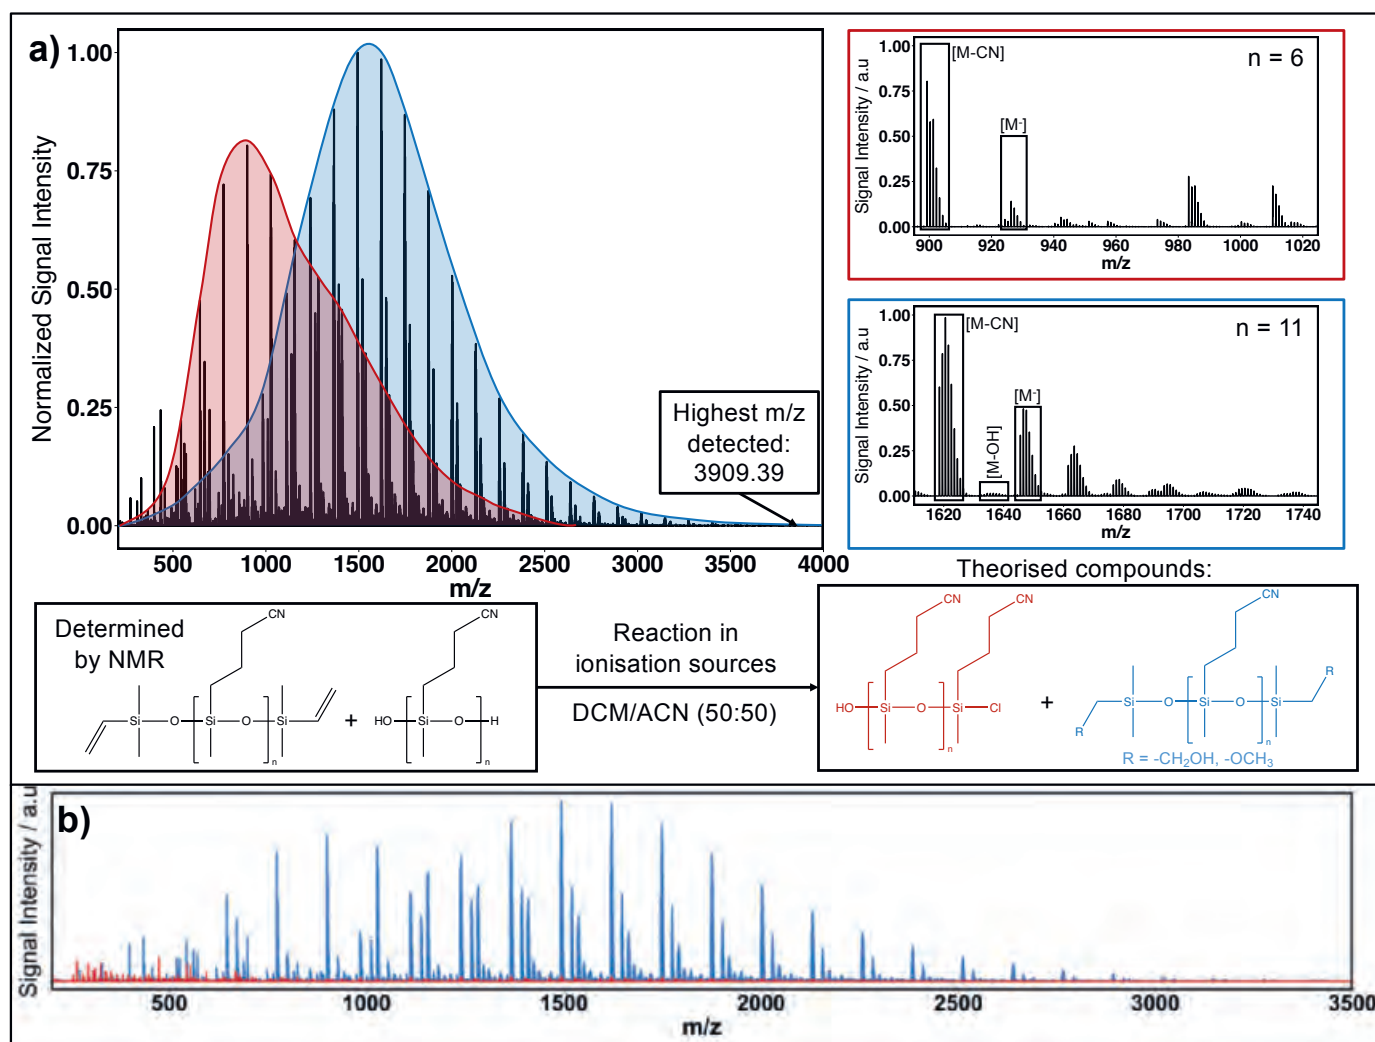 a)
Normalized Signal Intensity
1.00
0.75
0.50
0.25
0.00
500
1000
1500
2000
2500
3000
3500
4000
m/z
Highest m/z
detected:
3909.39
Signal Intensity / a.u
1.00
0.75
0.50
0.25
0.00
[M-CN]
[M-]
n = 6
900
920
940
960
980
1000
1020
m/z
Signal Intensity / a.u
1.00
0.75
0.50
0.25
0.00
[M-CN]
[M-OH]
[M-]
n = 11
1620
1640
1660
1680
1700
1720
1740
m/z
Theorised compounds:
Determined
by NMR
CN
Si
O
Si
O
Si
n
+
CN
HO
Si
O
H
n
Reaction in
ionisation sources
DCM/ACN (50:50)
CN
CN
HO
Si
O
Si
Cl
n
+
CN
R
Si
O
Si
O
Si
R
n
R = -CH₂OH, -OCH₃
b)
Signal Intensity / a.u
500
1000
1500
2000
2500
3000
3500
m/z